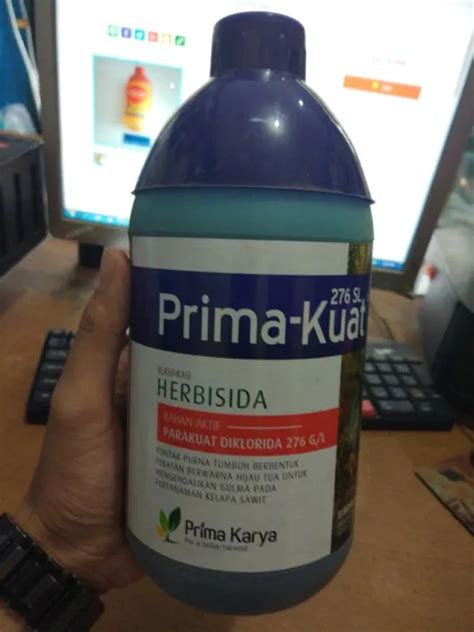 276 SL
Prima-Kuat
KLASIFIKASI
HERBISIDA
BAHAN AKTIF
PARAKUAT DIKLORIDA 276 G/L
KONTAK PURNA TUMBUH BERBENTUK
PEKATAN BERWARNA HIJAU TUA UNTUK
MENGENDALIKAN GULMA PADA
PERTANAMAN KELAPA SAWIT
Prima Karya
For a better harvest